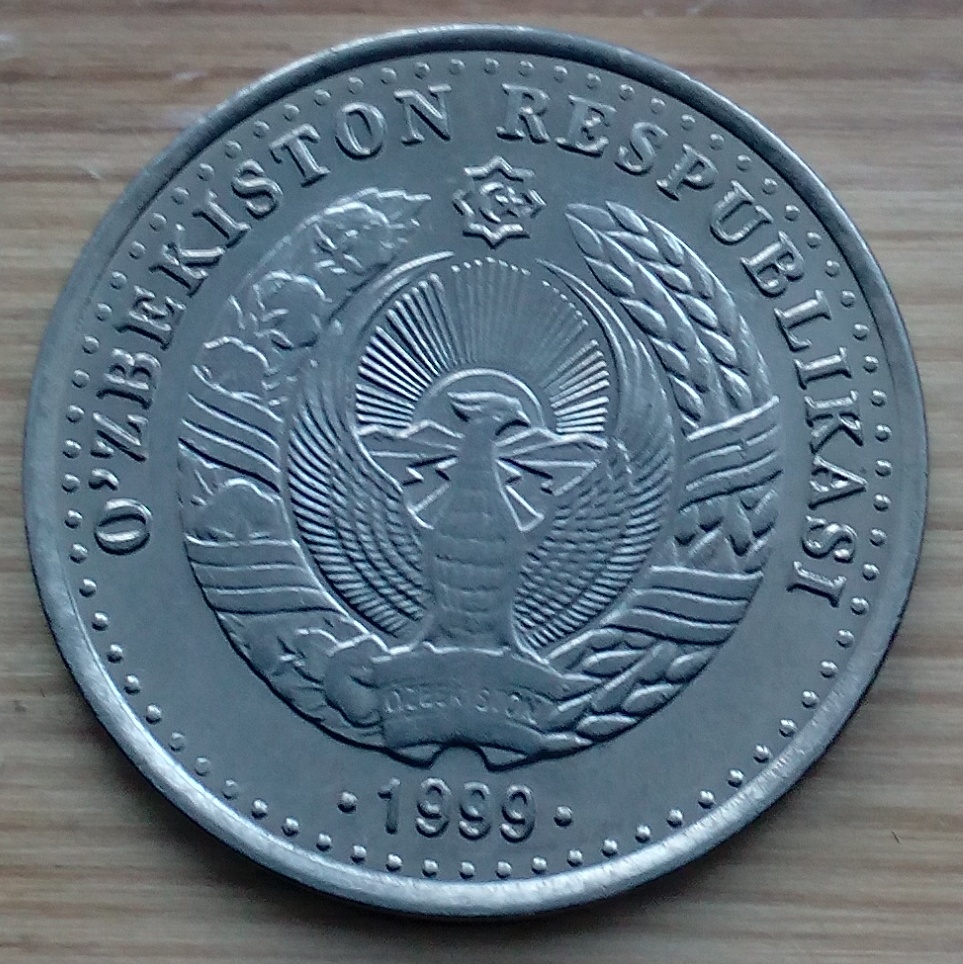 O'ZBEKISTON RESPUBLIKASI
· 1999 ·